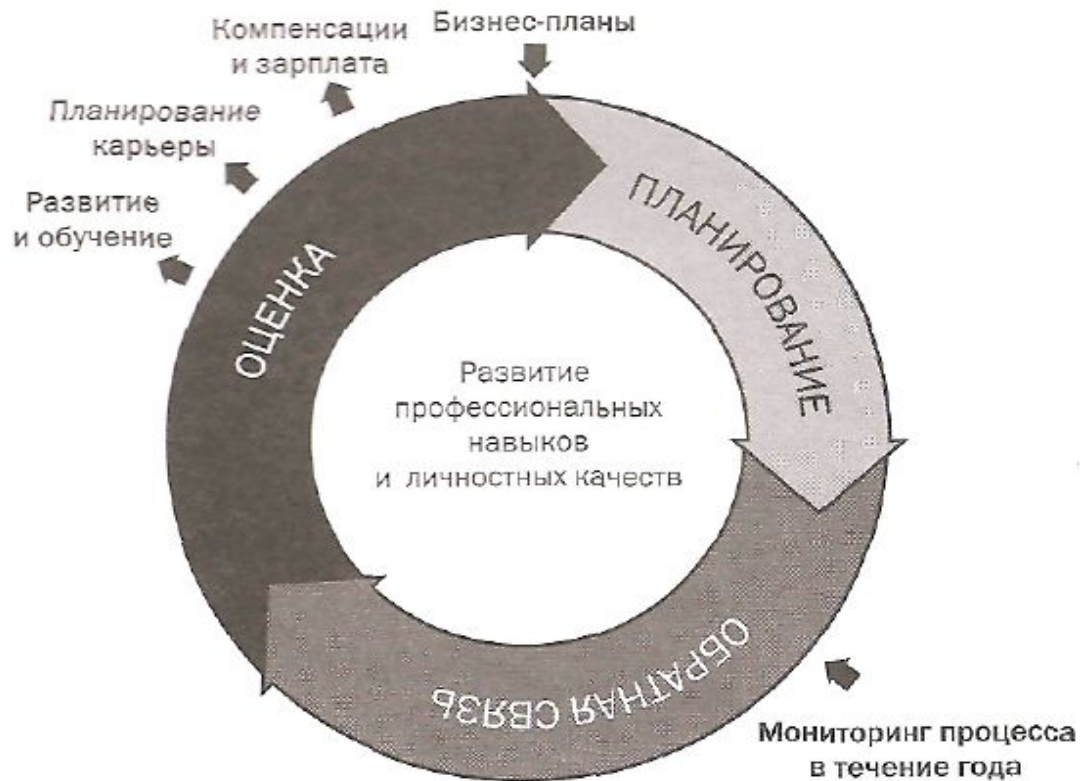 Компенсации
и зарплата
Бизнес-планы
Планирование
карьеры
Развитие
и обучение
ОЦЕНКА
ПЛАНИРОВАНИЕ
Развитие
профессиональных
навыков
и личностных качеств
ОБРАТНАЯ СВЯЗЬ
Мониторинг процесса
в течение года